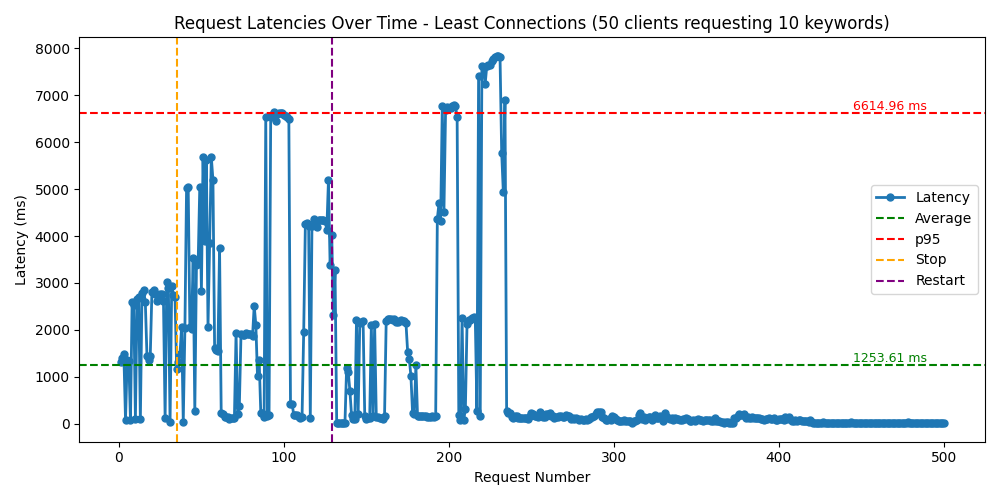 Request Latencies Over Time - Least Connections (50 clients requesting 10 keywords)
8000
7000
6000
5000
4000
3000
2000
1000
0
Latency (ms)
6614.96 ms
1253.61 ms
Latency
Average
p95
Stop
Restart
0 100 200 300 400 500
Request Number